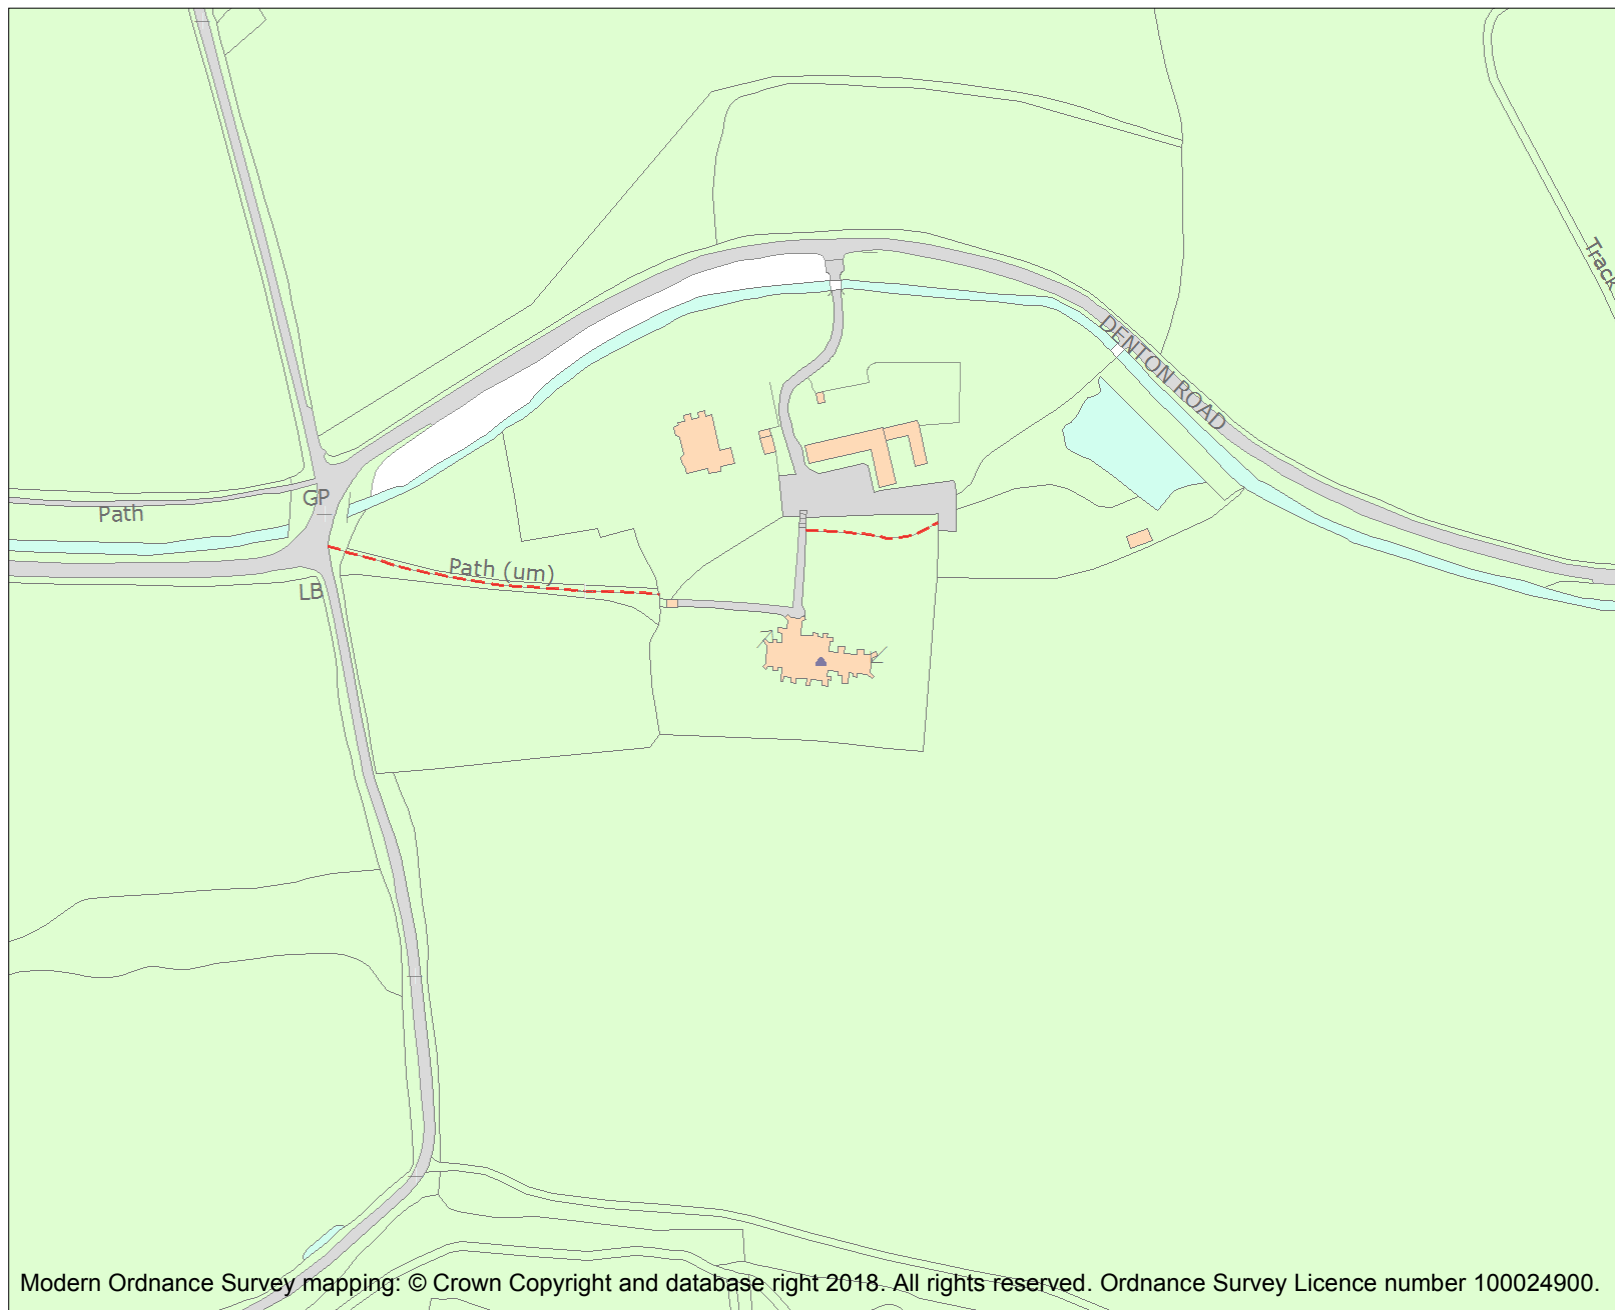 Track
DENTON ROAD
GP
Path
Path (um)
LB
Modern Ordnance Survey mapping: © Crown Copyright and database right 2018. All rights reserved. Ordnance Survey Licence number 100024900.